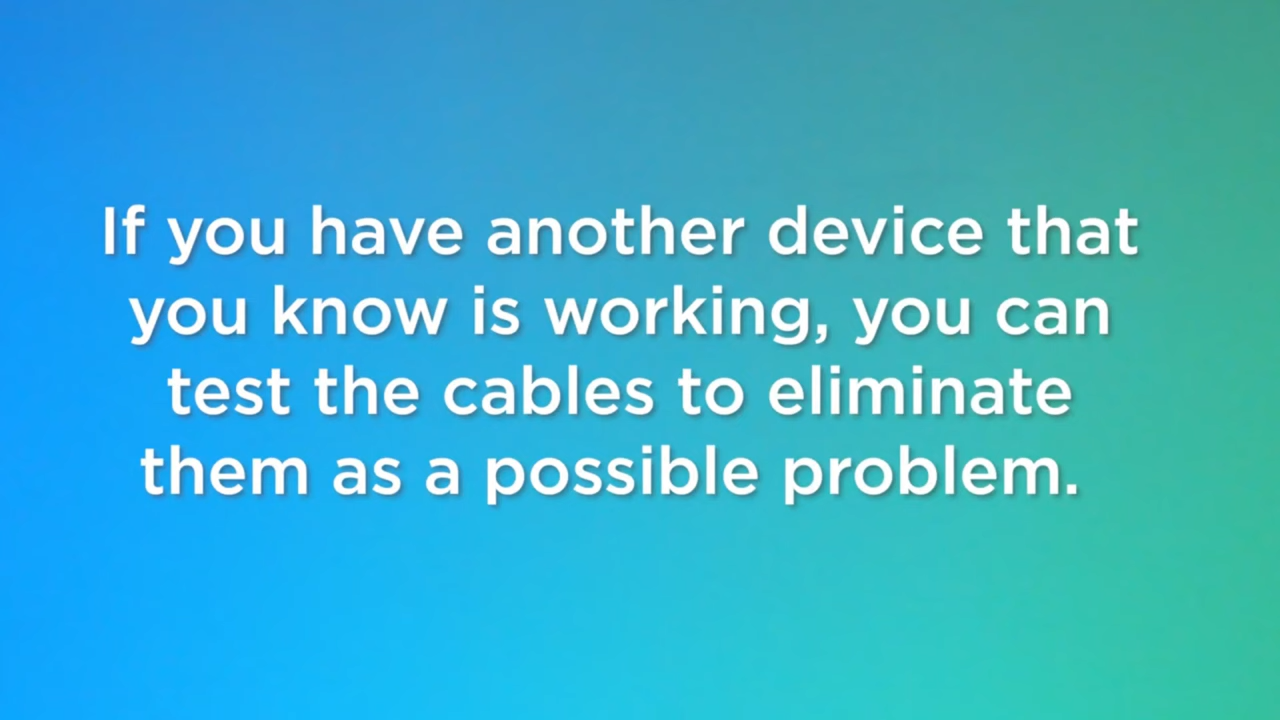 If you have another device that
you know is working, you can
test the cables to eliminate
them as a possible problem.